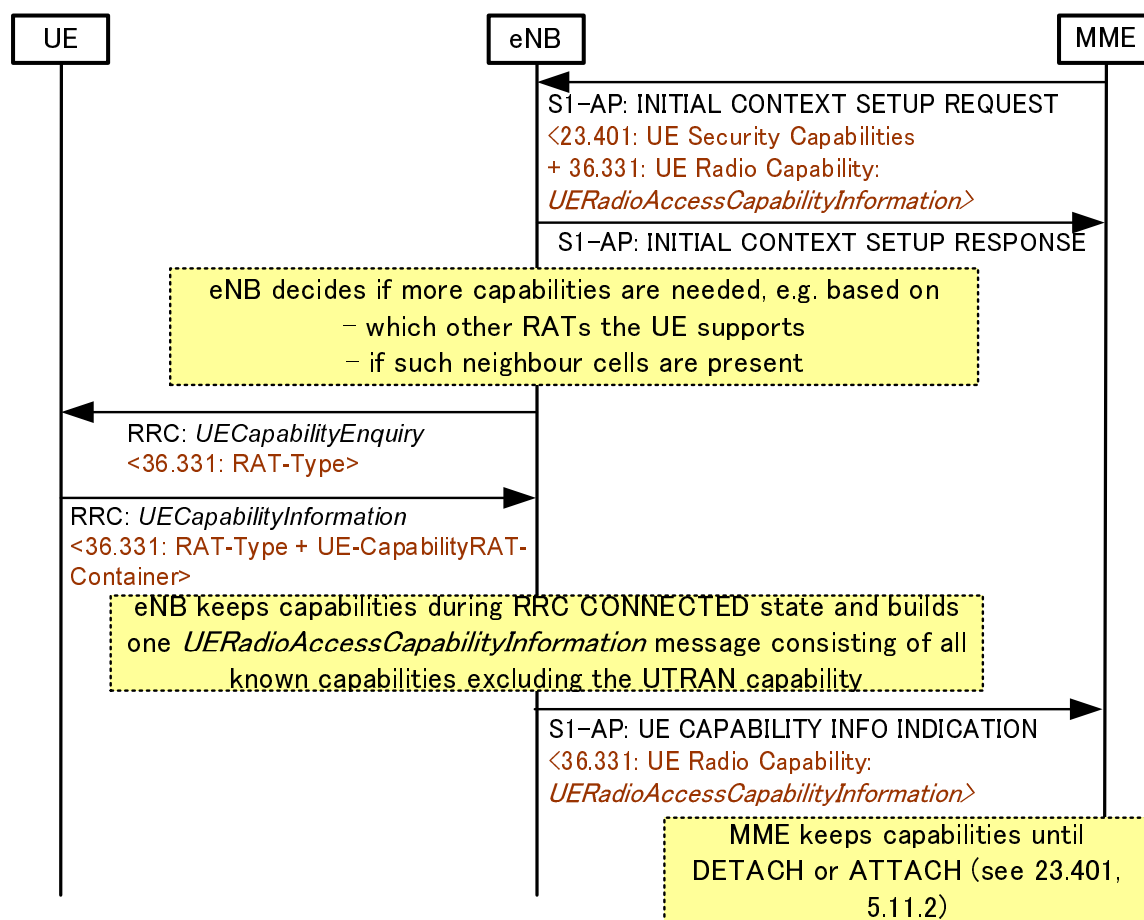 UE
eNB
MME
S1-AP: INITIAL CONTEXT SETUP REQUEST
<23.401: UE Security Capabilities
+ 36.331: UE Radio Capability:
UERadioAccessCapabilityInformation>
S1-AP: INITIAL CONTEXT SETUP RESPONSE
eNB decides if more capabilities are needed, e.g. based on
- which other RATs the UE supports
- if such neighbour cells are present
RRC: UECapabilityEnquiry
<36.331: RAT-Type>
RRC: UECapabilityInformation
<36.331: RAT-Type + UE-CapabilityRAT-
Container>
eNB keeps capabilities during RRC CONNECTED state and builds
one UERadioAccessCapabilityInformation message consisting of all
known capabilities excluding the UTRAN capability
S1-AP: UE CAPABILITY INFO INDICATION
<36.331: UE Radio Capability:
UERadioAccessCapabilityInformation>
MME keeps capabilities until
DETACH or ATTACH (see 23.401,
5.11.2)